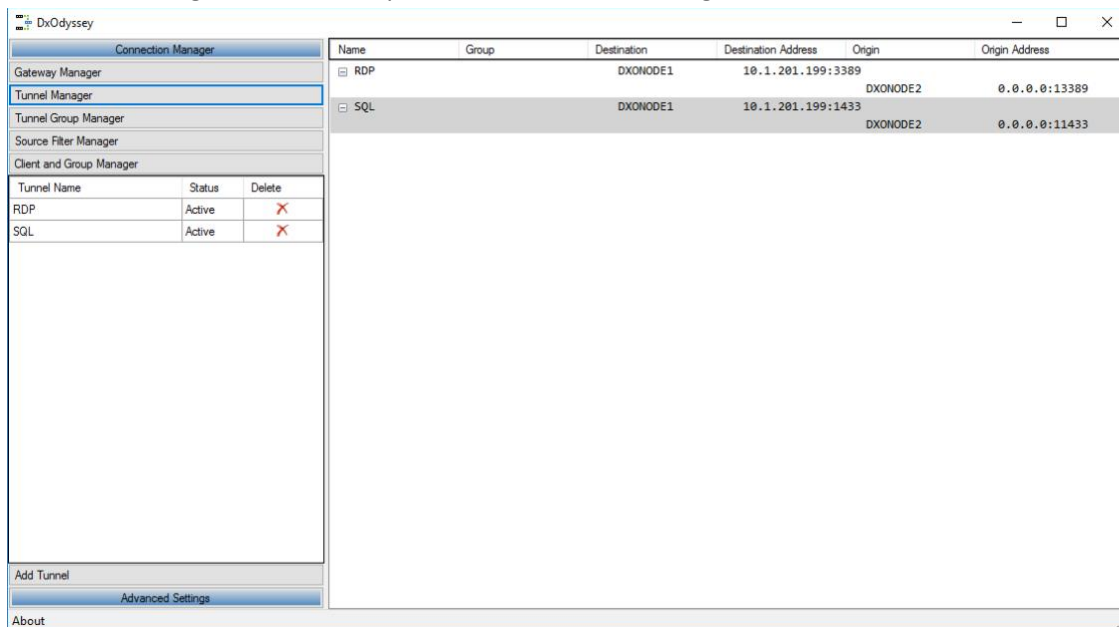 DxOdyssey
Connection Manager
Gateway Manager
Tunnel Manager
Tunnel Group Manager
Source Filter Manager
Client and Group Manager
Tunnel Name Status Delete
RDP Active
SQL Active
Add Tunnel
Advanced Settings
About
Name Group Destination Destination Address Origin Origin Address
RDP DXONODE1 10.1.201.199:3389
DXONODE2 0.0.0.0:13389
SQL DXONODE1 10.1.201.199:1433
DXONODE2 0.0.0.0:11433